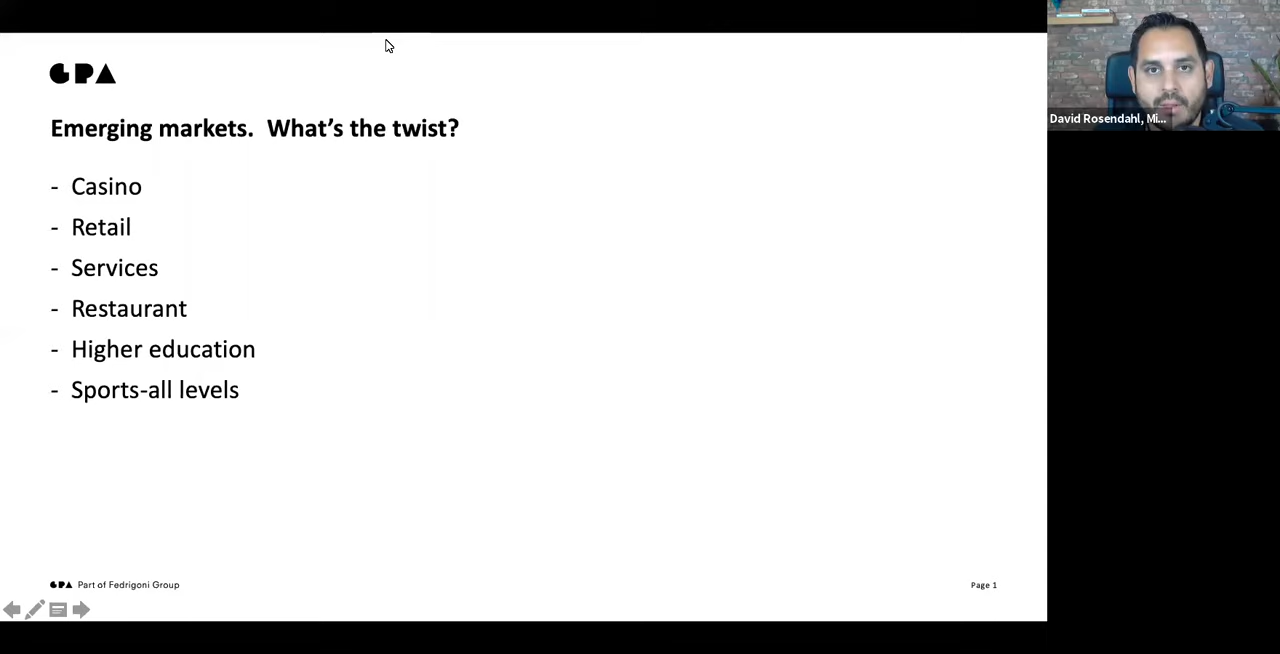 GPA
Emerging markets.  What's the twist?
- Casino
- Retail
- Services
- Restaurant
- Higher education
- Sports-all levels
GPA Part of Fedrigoni Group
Page 1
David Rosendahl, Mi...